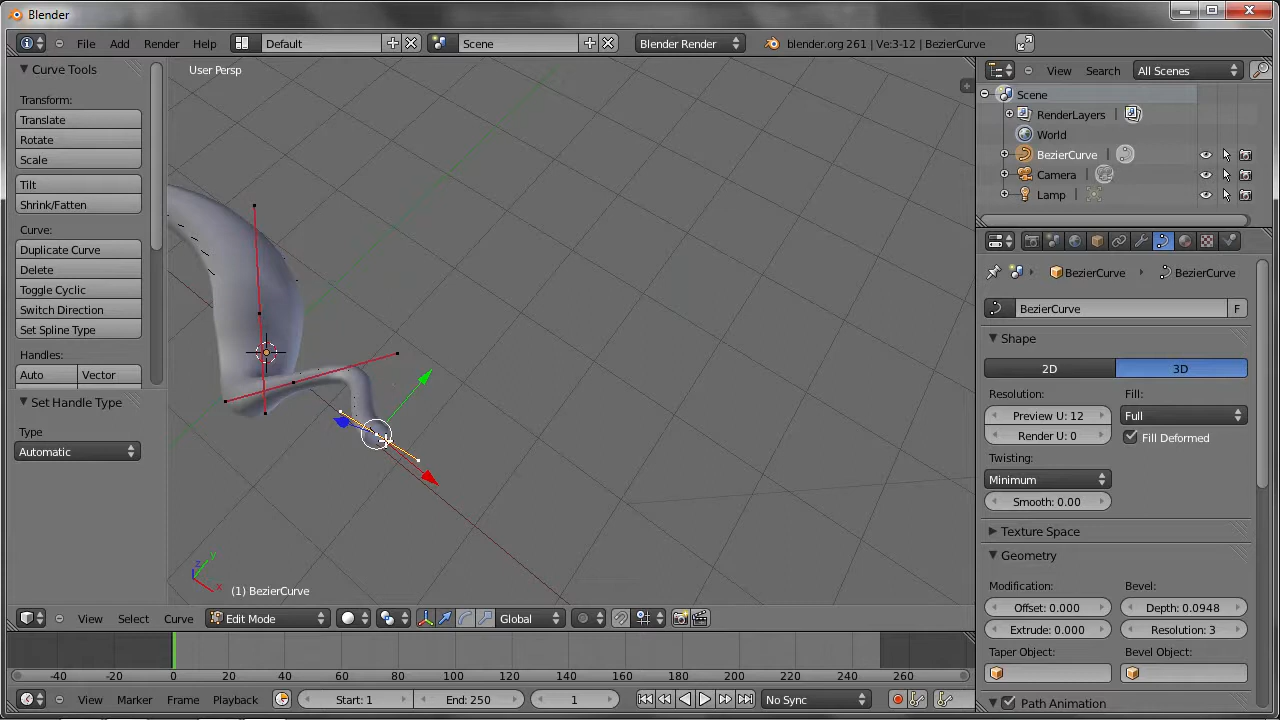 Blender
File Add Render Help Default Scene Blender Render blender.org 261 | Ve:3-12 | BezierCurve
Curve Tools
Transform:
Translate
Rotate
Scale
Tilt
Shrink/Fatten
Curve:
Duplicate Curve
Delete
Toggle Cyclic
Switch Direction
Set Spline Type
Handles:
Auto Vector
Set Handle Type
Type
Automatic
User Persp
z y x
(1) BezierCurve
View Select Curve Edit Mode Global
-40 -20 0 20 40 60 80 100 120 140 160 180 200 220 240 260
View Marker Frame Playback Start: 1 End: 250 1 No Sync
View Search All Scenes
Scene
RenderLayers
World
BezierCurve
Camera
Lamp
BezierCurve BezierCurve
BezierCurve F
Shape
2D 3D
Resolution: Fill:
Preview U: 12 Full
Render U: 0 Fill Deformed
Twisting:
Minimum
Smooth: 0.00
Texture Space
Geometry
Modification: Bevel:
Offset: 0.000 Depth: 0.0948
Extrude: 0.000 Resolution: 3
Taper Object: Bevel Object:
Path Animation